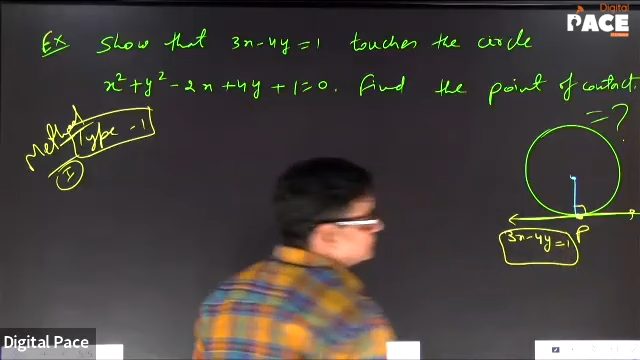 Ex Show that 3x-4y=1 touches the circle
x²+y²-2x+4y+1=0. Find the point of contact.
=?
Method
I
Type-1
3x-4y=1
P
Digital
PACE
Digital Pace